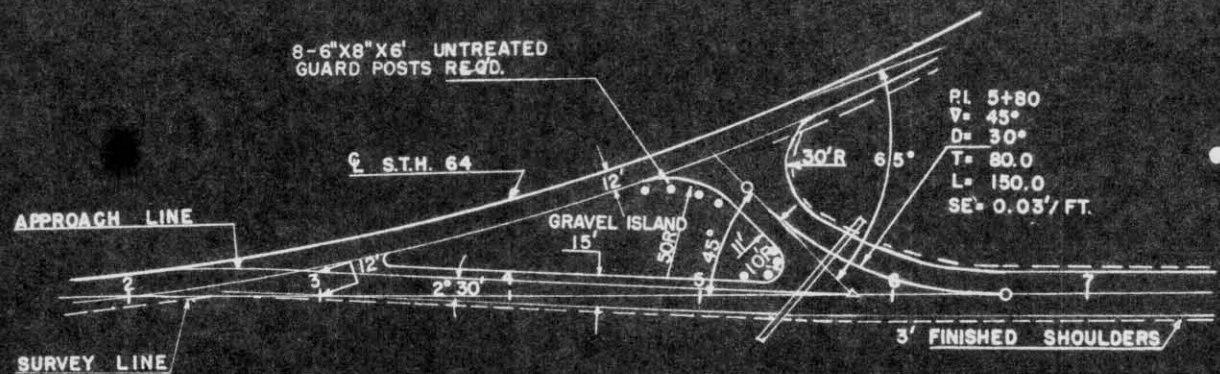 8-6"X8"X6' UNTREATED
GUARD POSTS REQ'D.
P.I. 5+80
∇= 45°
D= 30°
T= 80.0
L= 150.0
SE= 0.03'/FT.
30'R
65°
℄ S.T.H. 64
12'
APPROACH LINE
GRAVEL ISLAND
15'
50R
45°
11'
10'R
12'
2
3
2° 30'
4
5
6
7
3' FINISHED SHOULDERS
SURVEY LINE